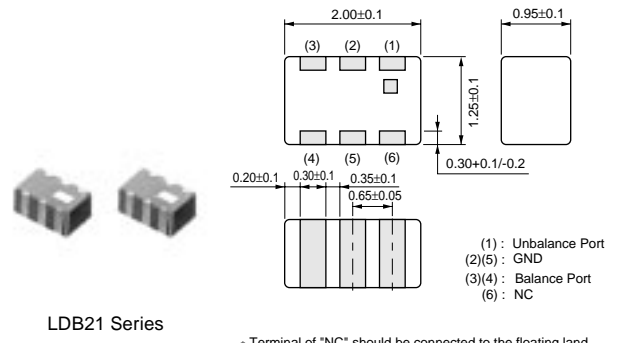 2.00±0.1
0.95±0.1
(3) (2) (1)
1.25±0.1
(4) (5) (6)
0.30+0.1/-0.2
0.20±0.1 0.30±0.1 0.35±0.1
0.65±0.05
(1) : Unbalance Port
(2)(5) : GND
(3)(4) : Balance Port
(6) : NC
LDB21 Series
• Terminal of "NC" should be connected to the floating land